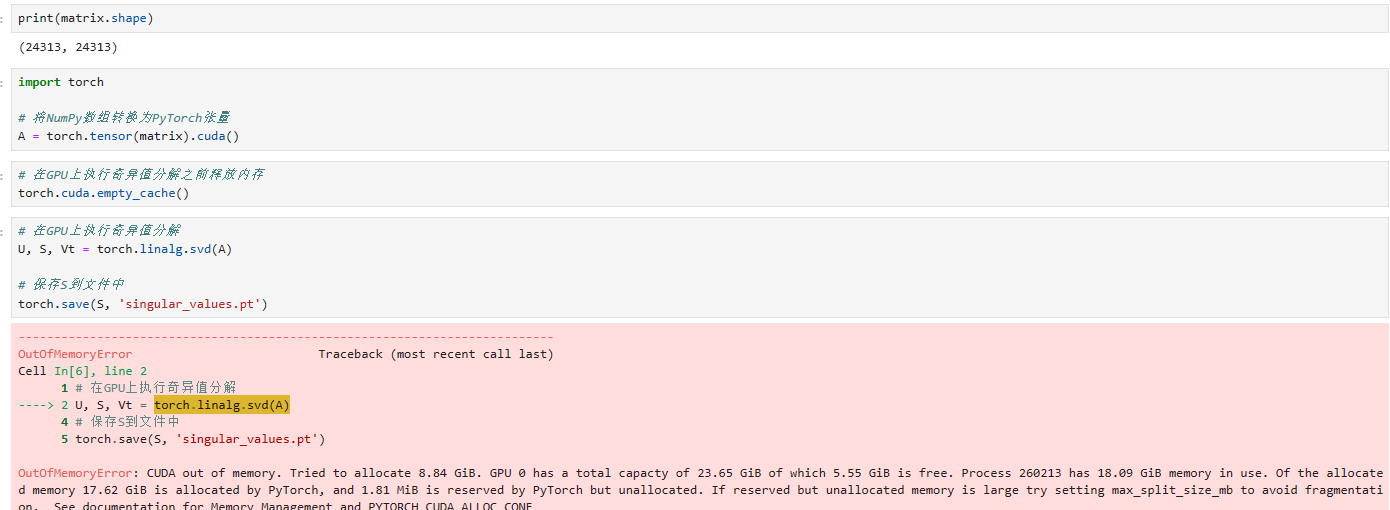 print(matrix.shape)
(24313, 24313)
import torch
# 将NumPy数组转换为PyTorch张量
A = torch.tensor(matrix).cuda()
# 在GPU上执行奇异值分解之前释放内存
torch.cuda.empty_cache()
# 在GPU上执行奇异值分解
U, S, Vt = torch.linalg.svd(A)
# 保存S到文件中
torch.save(S, 'singular_values.pt')
---------------------------------------------------------------------------
OutOfMemoryError                          Traceback (most recent call last)
Cell In[6], line 2
      1 # 在GPU上执行奇异值分解
----> 2 U, S, Vt = torch.linalg.svd(A)
      4 # 保存S到文件中
      5 torch.save(S, 'singular_values.pt')
OutOfMemoryError: CUDA out of memory. Tried to allocate 8.84 GiB. GPU 0 has a total capacty of 23.65 GiB of which 5.55 GiB is free. Process 260213 has 18.09 GiB memory in use. Of the allocate
d memory 17.62 GiB is allocated by PyTorch, and 1.81 MiB is reserved by PyTorch but unallocated. If reserved but unallocated memory is large try setting max_split_size_mb to avoid fragmentati
on.  See documentation for Memory Management and PYTORCH_CUDA_ALLOC_CONF